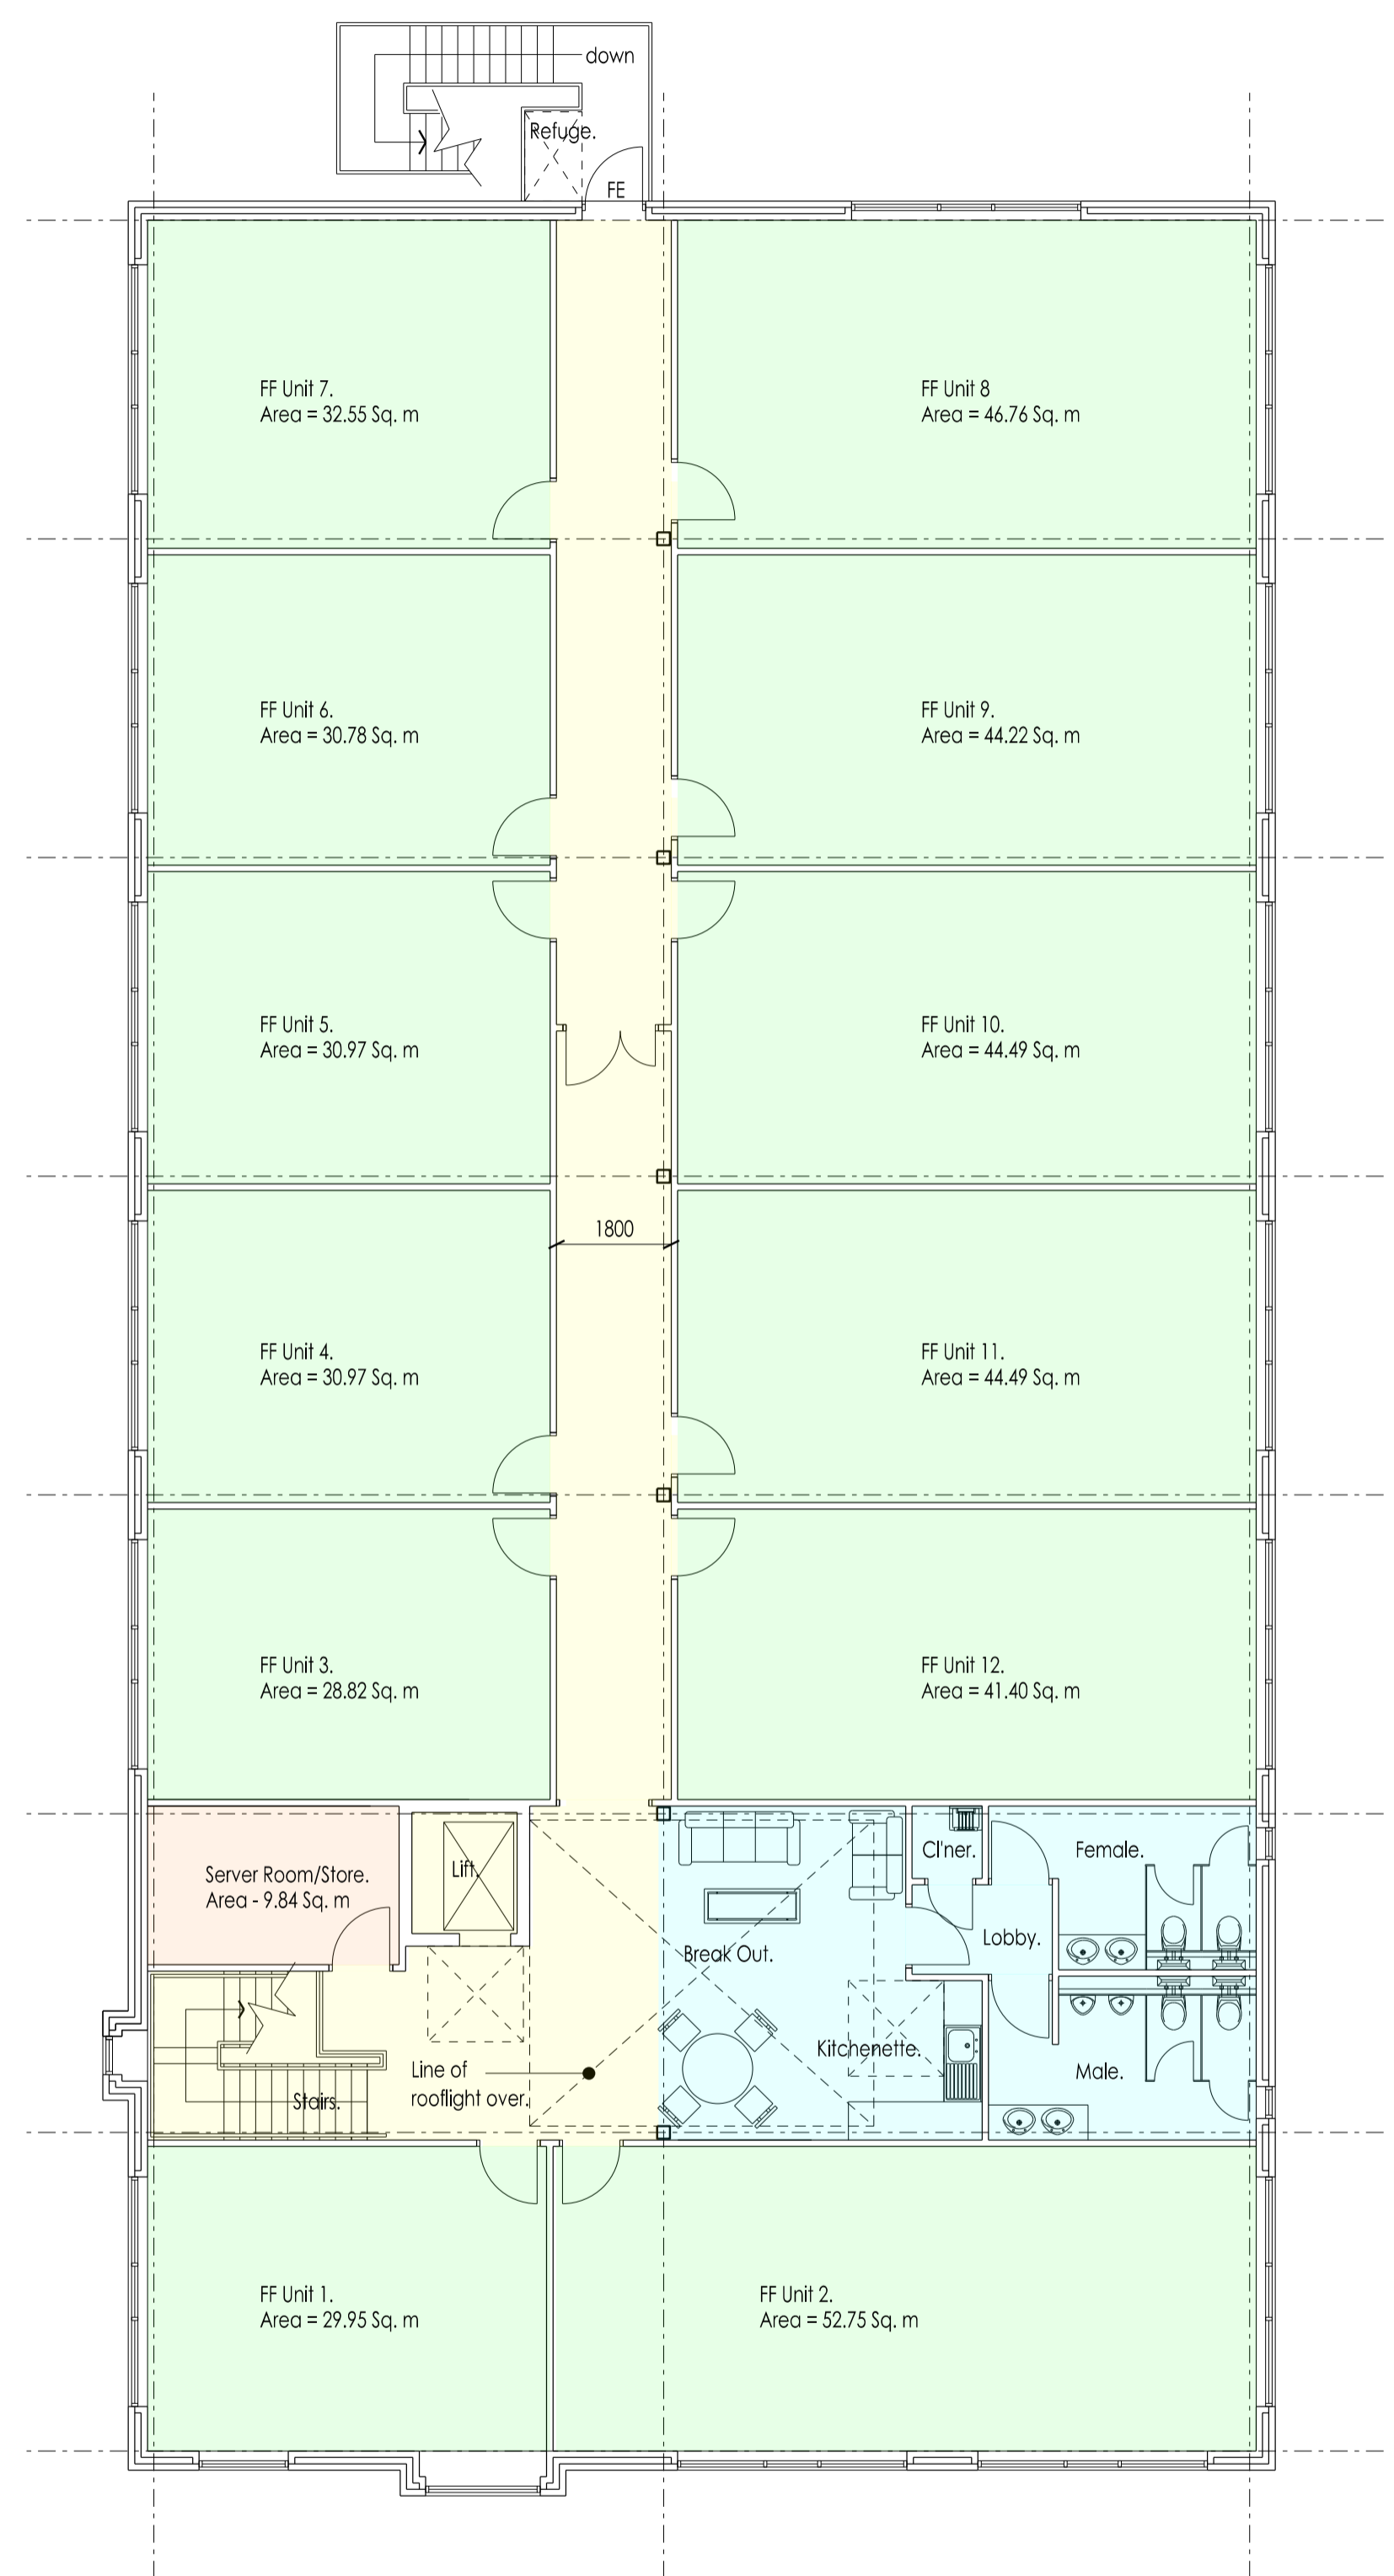 down
Refuge.
FE
FF Unit 7.
Area = 32.55 Sq. m
FF Unit 8
Area = 46.76 Sq. m
FF Unit 6.
Area = 30.78 Sq. m
FF Unit 9.
Area = 44.22 Sq. m
FF Unit 5.
Area = 30.97 Sq. m
FF Unit 10.
Area = 44.49 Sq. m
1800
FF Unit 4.
Area = 30.97 Sq. m
FF Unit 11.
Area = 44.49 Sq. m
FF Unit 3.
Area = 28.82 Sq. m
FF Unit 12.
Area = 41.40 Sq. m
Server Room/Store.
Area - 9.84 Sq. m
Lift.
Cl'ner.
Female.
Lobby.
Break Out.
Kitchenette.
Male.
Line of
rooflight over.
Stairs.
FF Unit 1.
Area = 29.95 Sq. m
FF Unit 2.
Area = 52.75 Sq. m